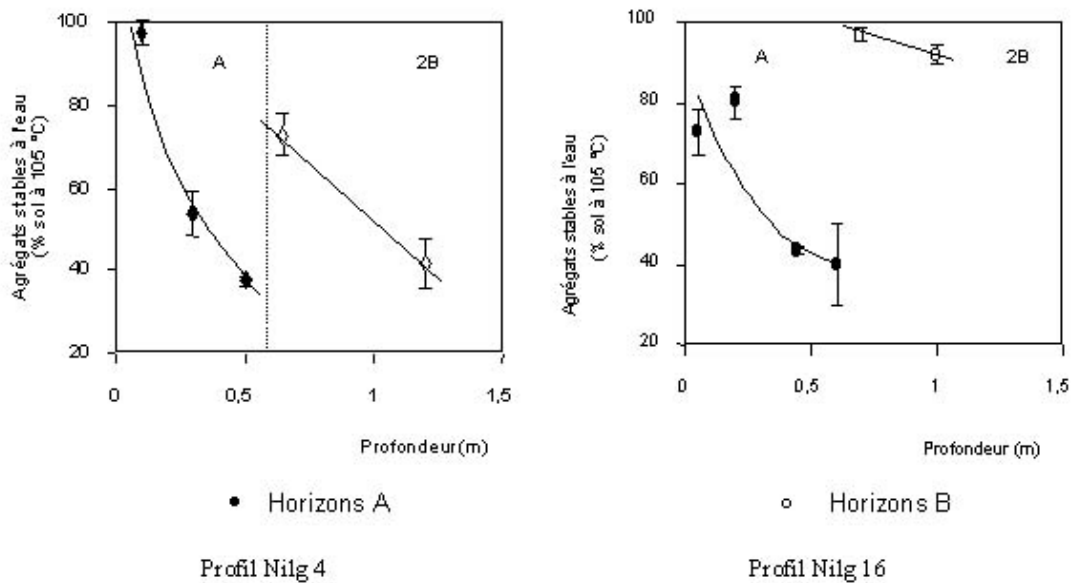 Agrégats stables à l'eau
(% sol à 105 °C)
100
80
60
40
20
A
2B
0
0,5
1
1,5
Profondeur (m)
Agrégats stables à l'eau
(% sol à 105 °C)
100
80
60
40
20
A
2B
0
0,5
1
1,5
Profondeur (m)
Horizons A
Horizons B
Profil Nilg 4
Profil Nilg 16